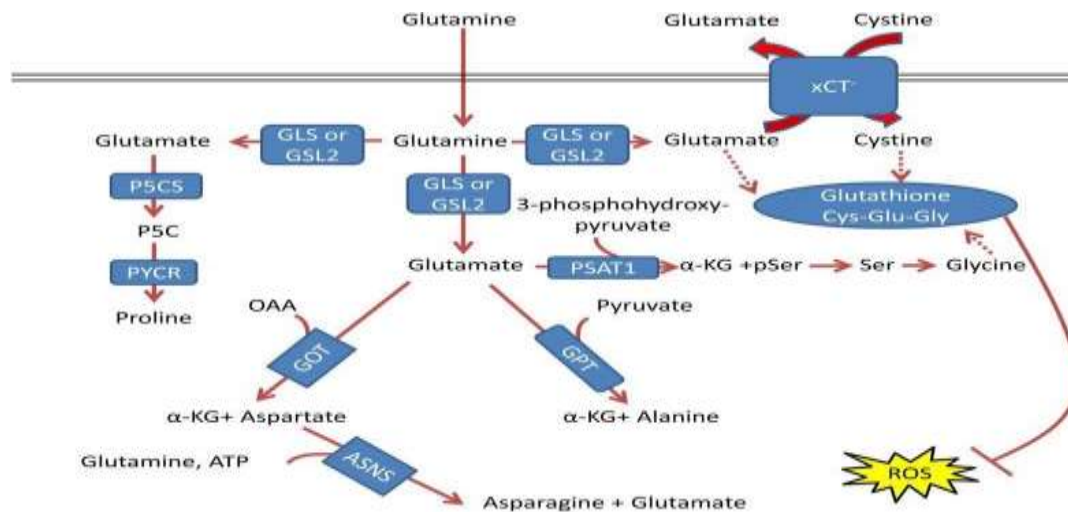 Glutamine
Glutamate
Cystine
xCT-
Glutamate
GLS or
GSL2
Glutamine
GLS or
GSL2
Glutamate
Cystine
P5CS
GLS or
GSL2
3-phosphohydroxy-
pyruvate
Glutathione
Cys-Glu-Gly
P5C
PYCR
Glutamate
PSAT1
α-KG +pSer
Ser
Glycine
Proline
OAA
Pyruvate
GOT
GPT
α-KG+ Aspartate
α-KG+ Alanine
Glutamine, ATP
ASNS
ROS
Asparagine + Glutamate